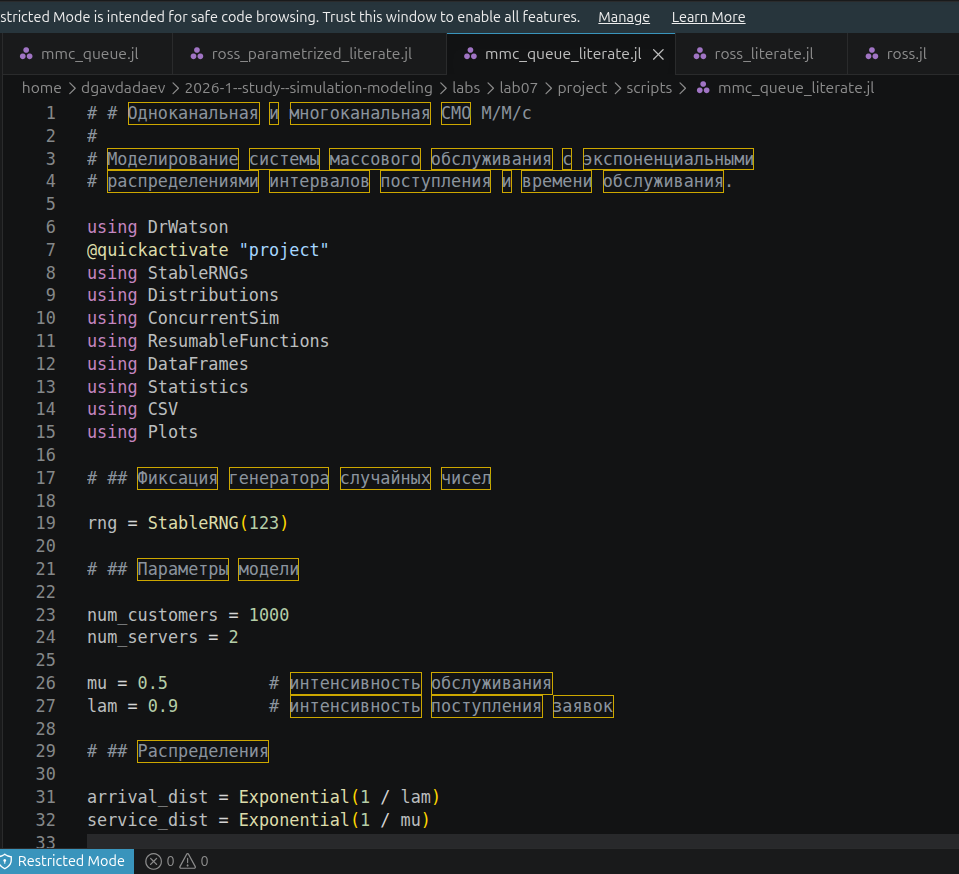 stricted Mode is intended for safe code browsing. Trust this window to enable all features. Manage Learn More
mmc_queue.jl ross_parametrized_literate.jl mmc_queue_literate.jl ross_literate.jl ross.jl
home > dgavdadaev > 2026-1--study--simulation-modeling > labs > lab07 > project > scripts > mmc_queue_literate.jl
1 # # Одноканальная и многоканальная СМО M/M/c
2 #
3 # Моделирование системы массового обслуживания с экспоненциальными
4 # распределениями интервалов поступления и времени обслуживания.
5
6 using DrWatson
7 @quickactivate "project"
8 using StableRNGs
9 using Distributions
10 using ConcurrentSim
11 using ResumableFunctions
12 using DataFrames
13 using Statistics
14 using CSV
15 using Plots
16
17 # ## Фиксация генератора случайных чисел
18
19 rng = StableRNG(123)
20
21 # ## Параметры модели
22
23 num_customers = 1000
24 num_servers = 2
25
26 mu = 0.5 # интенсивность обслуживания
27 lam = 0.9 # интенсивность поступления заявок
28
29 # ## Распределения
30
31 arrival_dist = Exponential(1 / lam)
32 service_dist = Exponential(1 / mu)
33
Restricted Mode 0 0